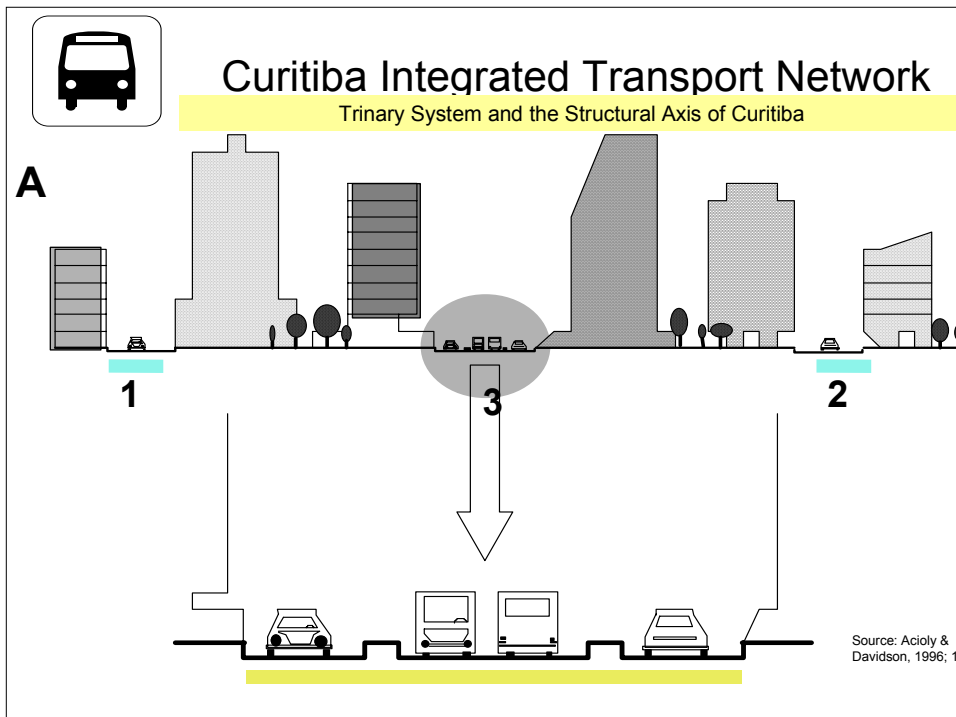 Curitiba Integrated Transport Network
Trinary System and the Structural Axis of Curitiba
A
1
3
2
Source: Acioly &
Davidson, 1996; 1